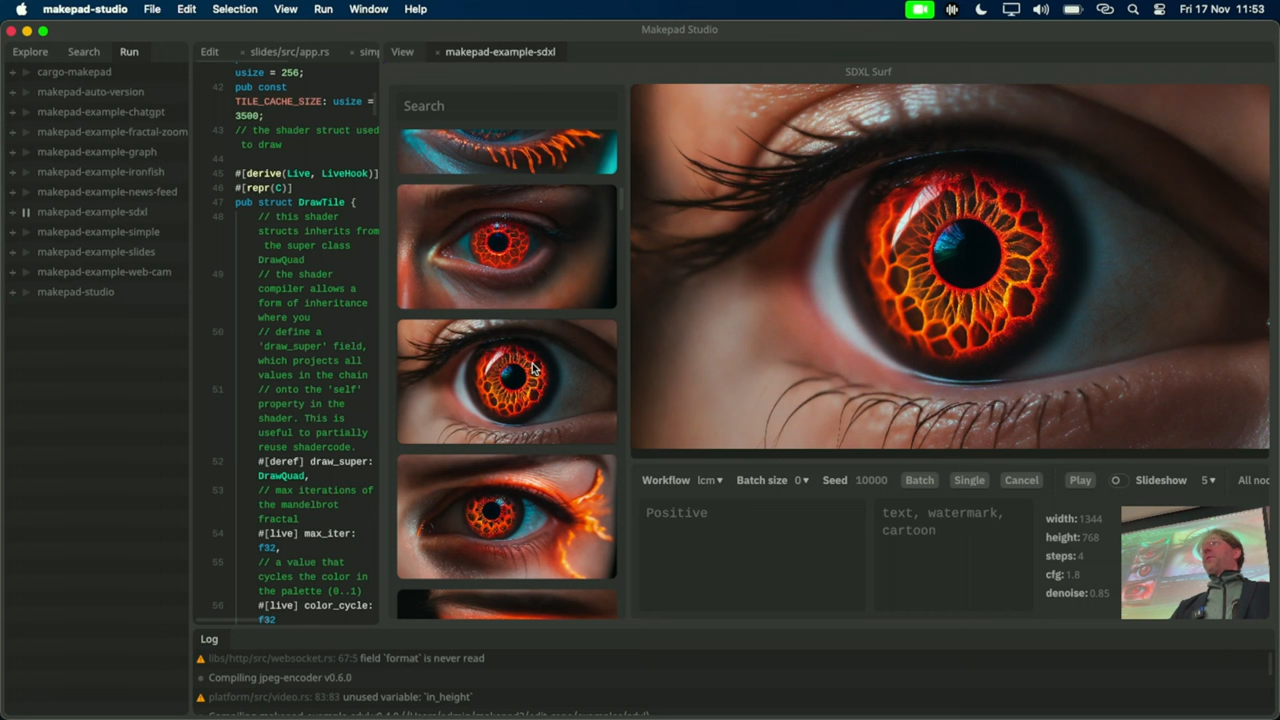 makepad-studio File Edit Selection View Run Window Help Fri 17 Nov 11:53
Makepad Studio
Explore Search Run
cargo-makepad
makepad-auto-version
makepad-example-chatgpt
makepad-example-fractal-zoom
makepad-example-graph
makepad-example-ironfish
makepad-example-news-feed
makepad-example-sdxl
makepad-example-simple
makepad-example-slides
makepad-example-web-cam
makepad-studio
Edit × slides/src/app.rs ×
usize = 256;
42 pub const
TILE_CACHE_SIZE: usize =
3500;
43 // the shader struct used
to draw
44
45 #[derive(Live, LiveHook)]
46 #[repr(C)]
47 pub struct DrawTile {
48 // this shader
structs inherits from
the super class
DrawQuad
49 // the shader
compiler allows a
form of inheritance
where you
50 // define a
'draw_super' field,
which projects all
values in the chain
51 // onto the 'self'
property in the
shader. This is
useful to partially
reuse shadercode.
52 #[deref] draw_super:
DrawQuad,
53 // max iterations of
the mandelbrot
fractal
54 #[live] max_iter:
f32,
55 // a value that
cycles the color in
the palette (0..1)
56 #[live] color_cycle:
f32
View × makepad-example-sdxl
SDXL Surf
Search
Workflow lcm▾ Batch size 0▾ Seed 10000 Batch Single Cancel Play Slideshow 5▾ All
Positive
text, watermark,
cartoon
width: 1344
height: 768
steps: 4
cfg: 1.8
denoise: 0.85
Log
libs/http/src/websocket.rs: 67:5 field `format` is never read
Compiling jpeg-encoder v0.6.0
platform/src/video.rs: 83:83 unused variable: `in_height`